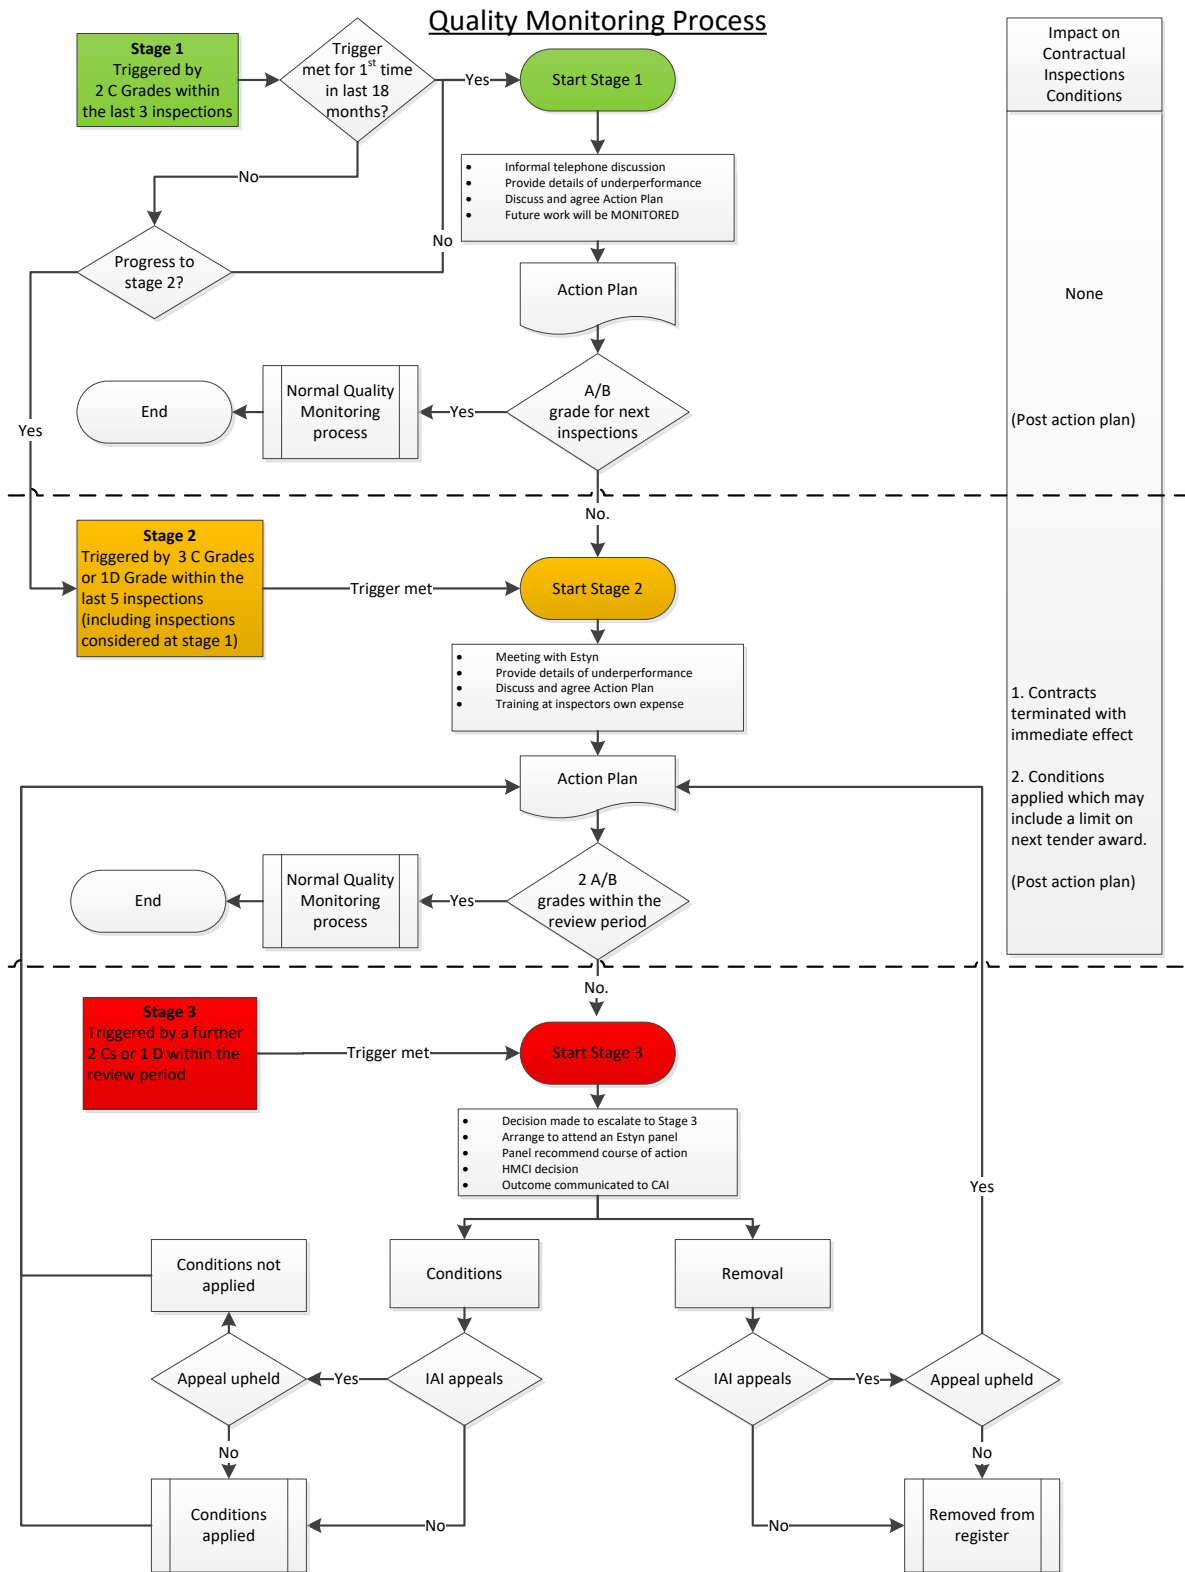 Quality Monitoring Process
Stage 1
Triggered by
2 C Grades within
the last 3 inspections
Trigger
met for 1st time
in last 18
months?
Yes
Start Stage 1
Impact on
Contractual
Inspections
Conditions
No
• Informal telephone discussion
• Provide details of underperformance
• Discuss and agree Action Plan
• Future work will be MONITORED
No
Progress to
stage 2?
Action Plan
None
A/B
grade for next
inspections
Yes
Normal Quality
Monitoring
process
End
(Post action plan)
Yes
No.
Stage 2
Triggered by 3 C Grades
or 1D Grade within the
last 5 inspections
(including inspections
considered at stage 1)
Trigger met
Start Stage 2
• Meeting with Estyn
• Provide details of underperformance
• Discuss and agree Action Plan
• Training at inspectors own expense
1. Contracts
terminated with
immediate effect
2. Conditions
applied which may
include a limit on
next tender award.
(Post action plan)
Action Plan
2 A/B
grades within the
review period
Yes
Normal Quality
Monitoring
process
End
No.
Stage 3
Triggered by a further
2 Cs or 1 D within the
review period
Trigger met
Start Stage 3
• Decision made to escalate to Stage 3
• Arrange to attend an Estyn panel
• Panel recommend course of action
• HMCI decision
• Outcome communicated to CAI
Yes
Conditions not
applied
Conditions
Removal
Appeal upheld
Yes
IAI appeals
IAI appeals
Yes
Appeal upheld
No
No
Conditions
applied
No
No
Removed from
register